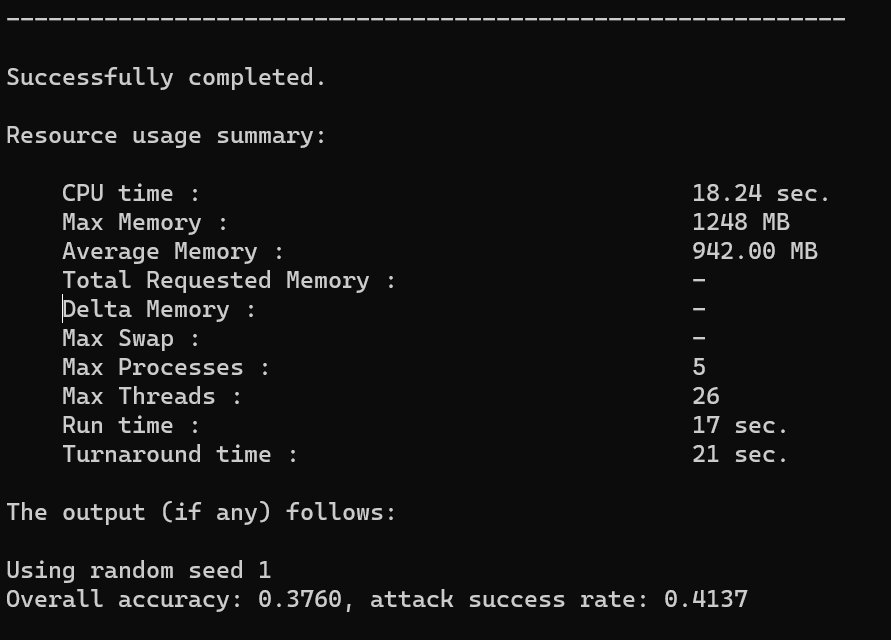 ------------------------------------------------------------
Successfully completed.
Resource usage summary:
CPU time : 18.24 sec.
Max Memory : 1248 MB
Average Memory : 942.00 MB
Total Requested Memory : -
Delta Memory : -
Max Swap : -
Max Processes : 5
Max Threads : 26
Run time : 17 sec.
Turnaround time : 21 sec.
The output (if any) follows:
Using random seed 1
Overall accuracy: 0.3760, attack success rate: 0.4137